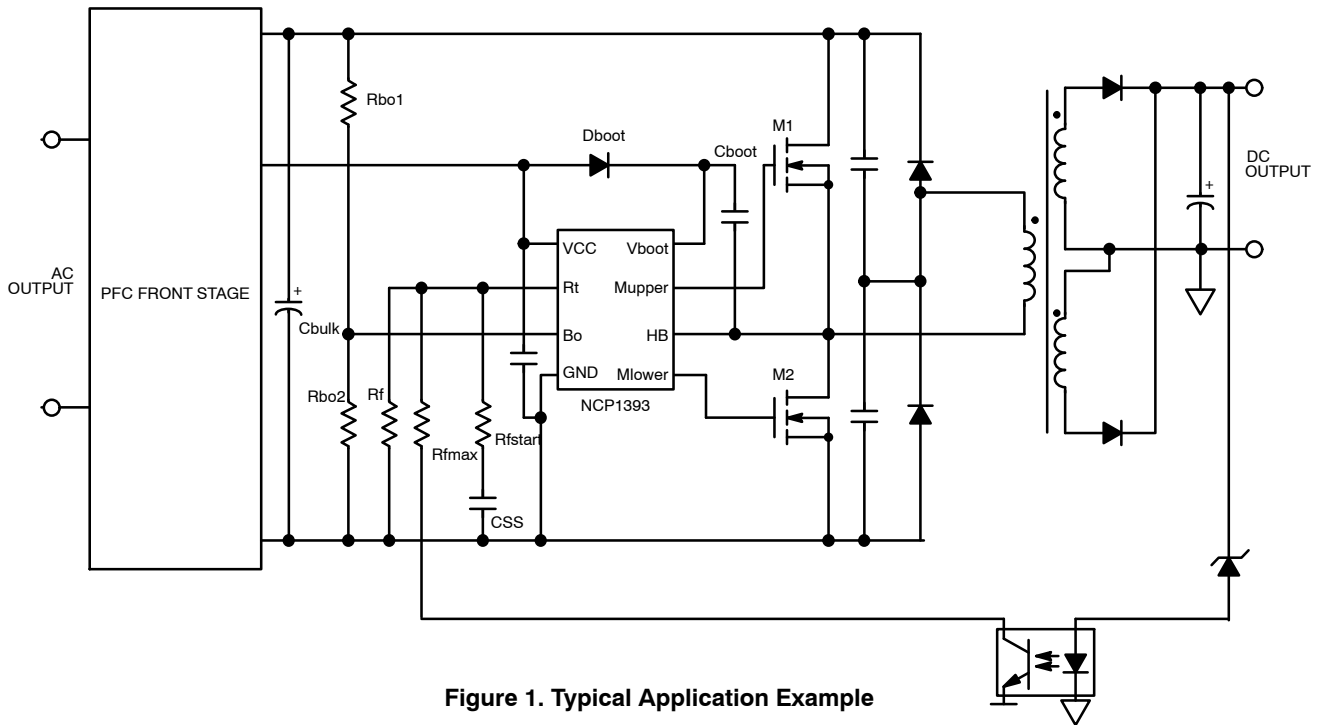 Rbo1
Dboot
M1
Cboot
DC
OUTPUT
VCC
Vboot
AC
OUTPUT
PFC FRONT STAGE
Rt
Mupper
+
+
Cbulk
Bo
HB
GND
Mlower
M2
NCP1393
Rbo2
Rf
Rfstart
Rfmax
CSS
Figure 1. Typical Application Example